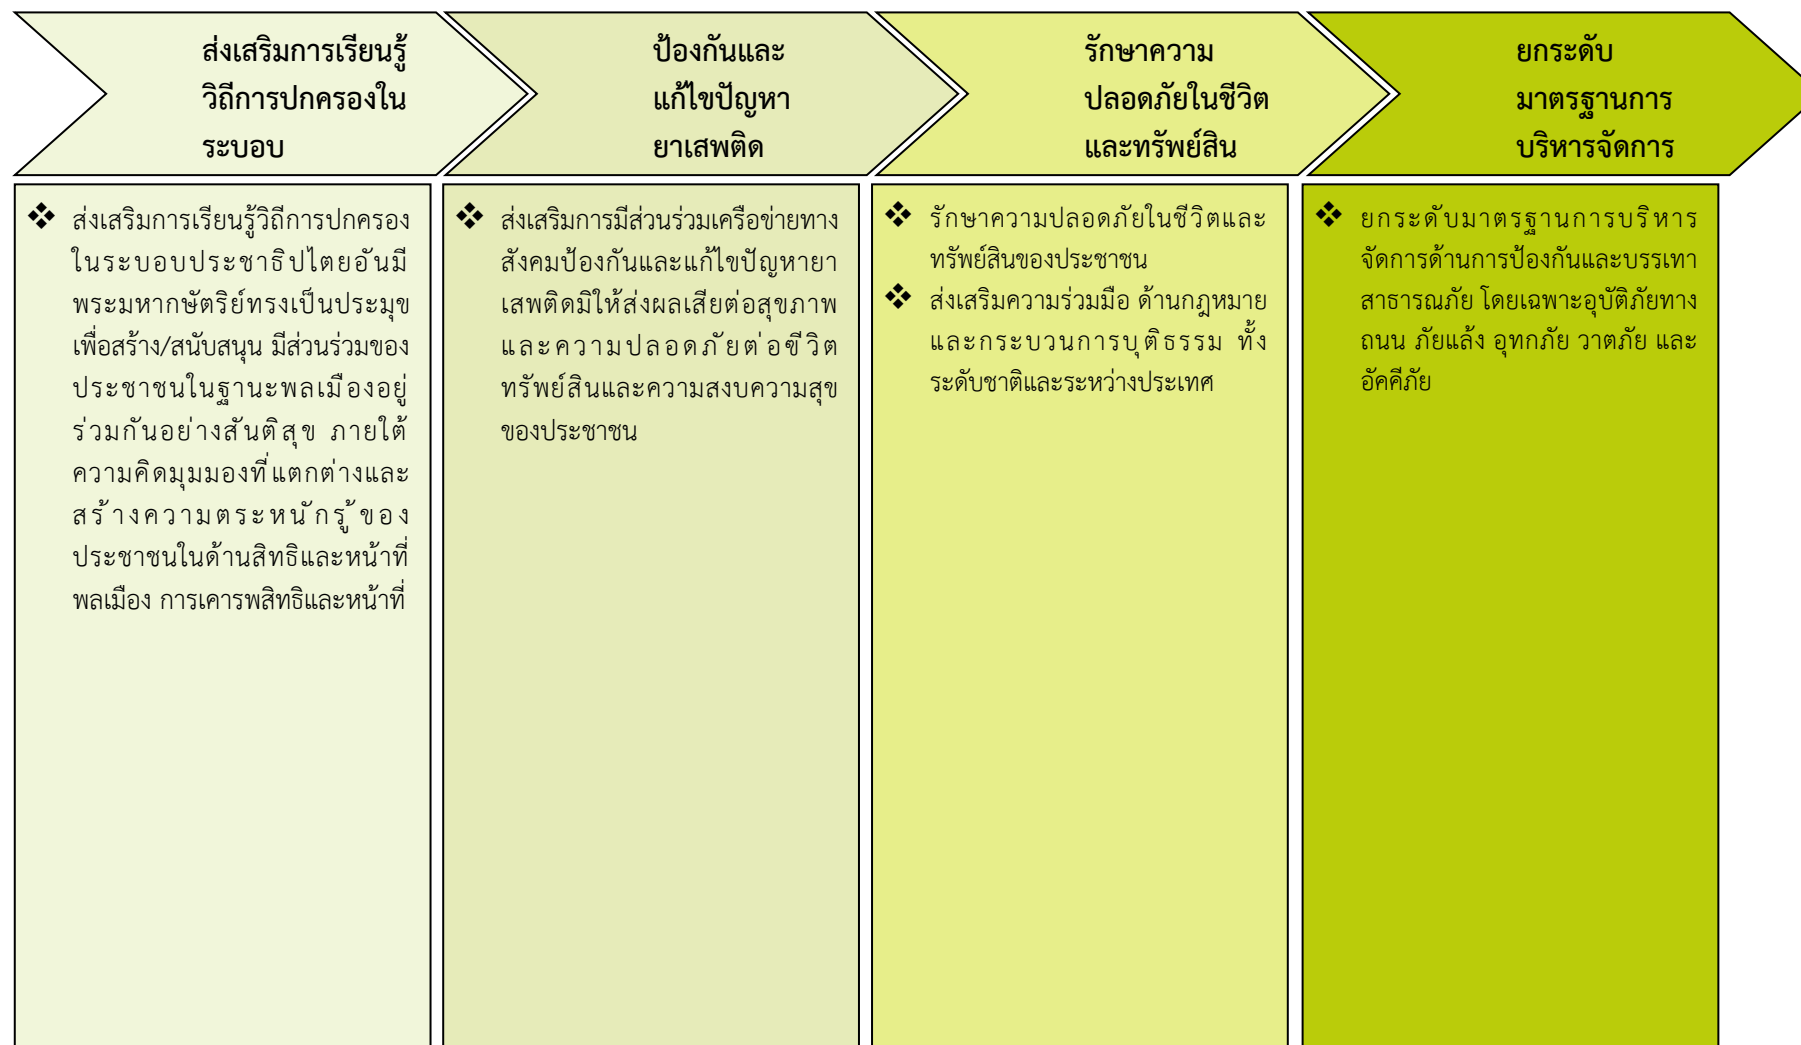 ส่งเสริมการเรียนรู้
วิถีการปกครองใน
ระบอบ
ป้องกันและ
แก้ไขปัญหา
ยาเสพติด
รักษาความ
ปลอดภัยในชีวิต
และทรัพย์สิน
ยกระดับ
มาตรฐานการ
บริหารจัดการ
❖ ส่งเสริมการเรียนรู้วิถีการปกครอง
ในระบอบประชาธิปไตยอันมี
พระมหากษัตริย์ทรงเป็นประมุข
เพื่อสร้าง/สนับสนุน มีส่วนร่วมของ
ประชาชนในฐานะพลเมืองอยู่
ร่วมกันอย่างสันติสุข ภายใต้
ความคิดมุมมองที่แตกต่างและ
สร้างความตระหนักรู้ของ
ประชาชนในด้านสิทธิและหน้าที่
พลเมือง การเคารพสิทธิและหน้าที่
❖ ส่งเสริมการมีส่วนร่วมเครือข่ายทาง
สังคมป้องกันและแก้ไขปัญหายา
เสพติดมิให้ส่งผลเสียต่อสุขภาพ
และความปลอดภัยต่อชีวิต
ทรัพย์สินและความสงบความสุข
ของประชาชน
❖ รักษาความปลอดภัยในชีวิตและ
ทรัพย์สินของประชาชน
❖ ส่งเสริมความร่วมมือ ด้านกฎหมาย
และกระบวนการบุติธรรม ทั้ง
ระดับชาติและระหว่างประเทศ
❖ ยกระดับมาตรฐานการบริหาร
จัดการด้านการป้องกันและบรรเทา
สาธารณภัย โดยเฉพาะอุบัติภัยทาง
ถนน ภัยแล้ง อุทกภัย วาตภัย และ
อัคคีภัย